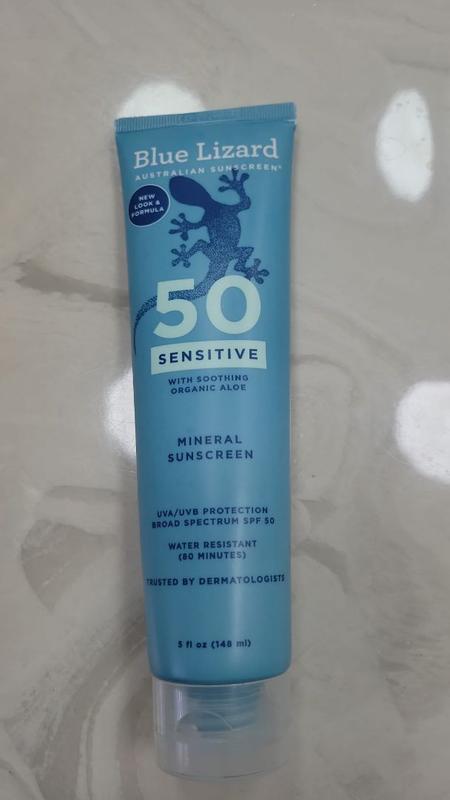 Blue Lizard
AUSTRALIAN SUNSCREEN®
NEW
LOOK &
FORMULA
50
SENSITIVE
WITH SOOTHING
ORGANIC ALOE
MINERAL
SUNSCREEN
UVA/UVB PROTECTION
BROAD SPECTRUM SPF 50
WATER RESISTANT
(80 MINUTES)
TRUSTED BY DERMATOLOGISTS
5 fl oz (148 ml)